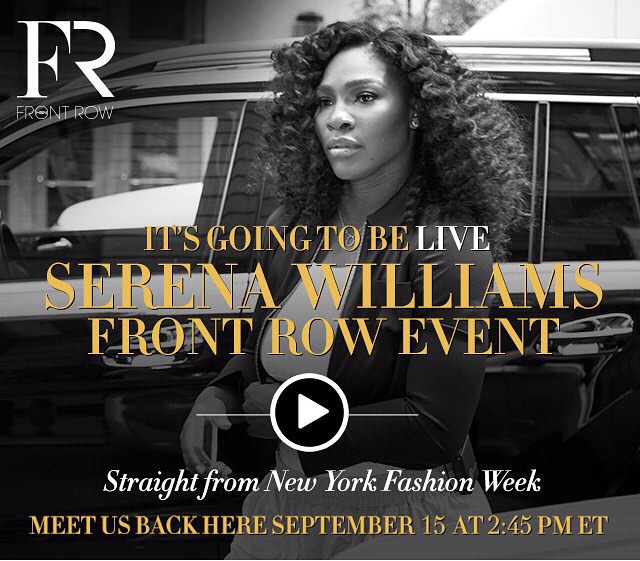 FR
FRONT ROW
IT'S GOING TO BE LIVE
SERENA WILLIAMS
FRONT ROW EVENT
Straight from New York Fashion Week
MEET US BACK HERE SEPTEMBER 15 AT 2:45 PM ET